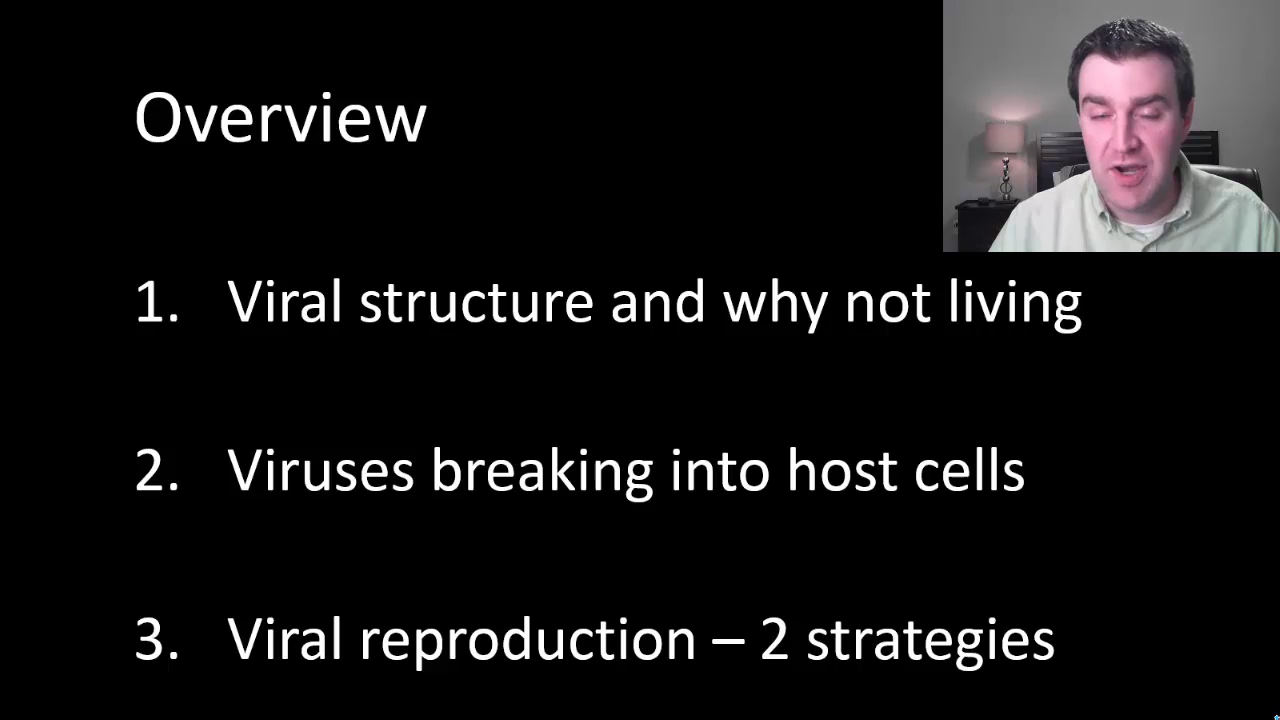 Overview
1. Viral structure and why not living
2. Viruses breaking into host cells
3. Viral reproduction – 2 strategies